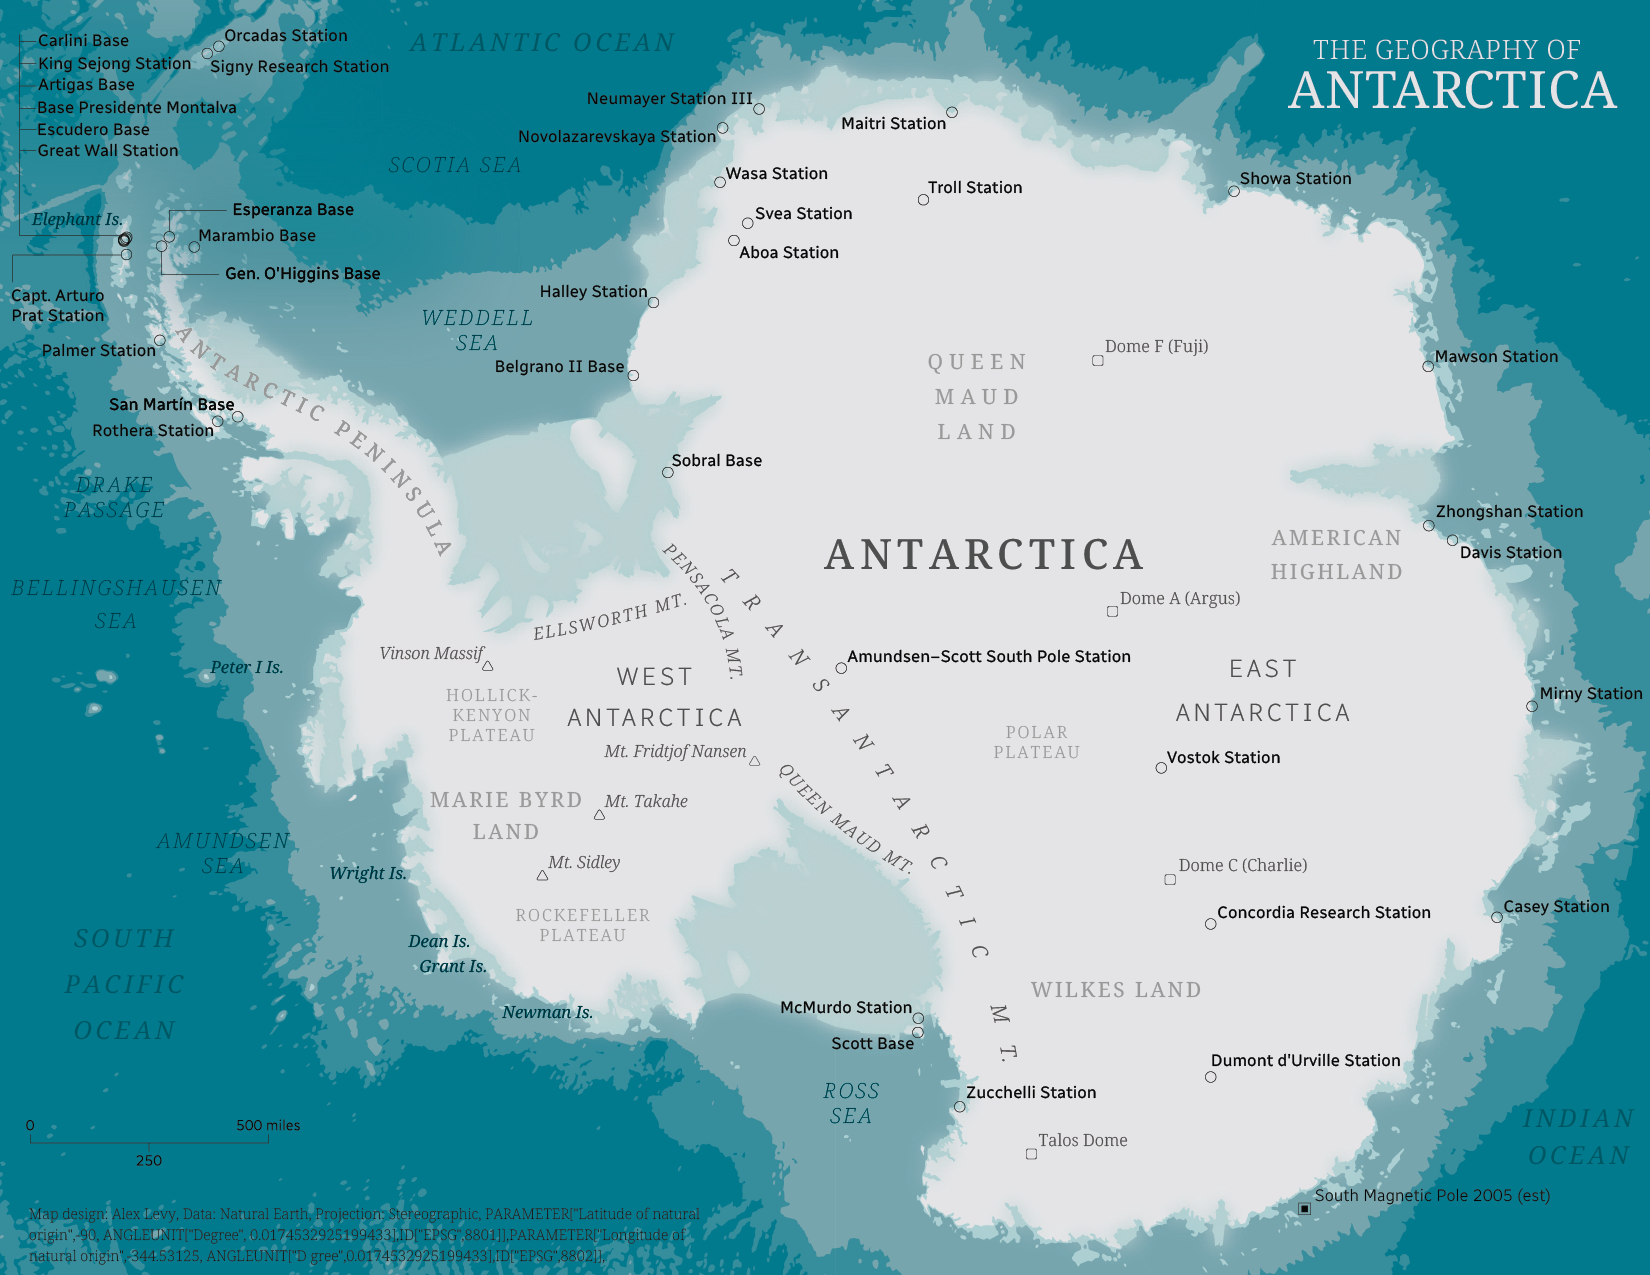 THE GEOGRAPHY OF
ANTARCTICA
Carlini Base
King Sejong Station
Artigas Base
Base Presidente Montalva
Escudero Base
Great Wall Station
Orcadas Station
Signy Research Station
ATLANTIC OCEAN
SCOTIA SEA
Neumayer Station III
Novolazarevskaya Station
Maitri Station
Wasa Station
Troll Station
Showa Station
Svea Station
Aboa Station
Elephant Is.
Esperanza Base
Marambio Base
Gen. O'Higgins Base
Capt. Arturo
Prat Station
Halley Station
WEDDELL
SEA
Palmer Station
ANTARCTIC PENINSULA
Belgrano II Base
QUEEN
MAUD
LAND
Dome F (Fuji)
Mawson Station
San Martín Base
Rothera Station
Sobral Base
DRAKE
PASSAGE
ANTARCTICA
AMERICAN
HIGHLAND
Zhongshan Station
Davis Station
BELLINGSHAUSEN
SEA
PENSACOLA MT.
TRANSANTARCTIC MT.
ELLSWORTH MT.
Dome A (Argus)
Vinson Massif
Peter I Is.
WEST
ANTARCTICA
Amundsen–Scott South Pole Station
EAST
ANTARCTICA
Mirny Station
HOLLICK-
KENYON
PLATEAU
Mt. Fridtjof Nansen
POLAR
PLATEAU
Vostok Station
QUEEN MAUD MT.
MARIE BYRD
LAND
Mt. Takahe
AMUNDSEN
SEA
Wright Is.
Mt. Sidley
Dome C (Charlie)
ROCKEFELLER
PLATEAU
Concordia Research Station
Casey Station
SOUTH
PACIFIC
OCEAN
Dean Is.
Grant Is.
Newman Is.
WILKES LAND
McMurdo Station
Scott Base
ROSS
SEA
Zucchelli Station
Dumont d'Urville Station
Talos Dome
INDIAN
OCEAN
South Magnetic Pole 2005 (est)
0 500 miles
250
Map design: Alex Levy, Data: Natural Earth, Projection: Stereographic, PARAMETER["Latitude of natural
origin",-90, ANGLEUNIT["Degree", 0.0174532925199433],ID["EPSG",8801]],PARAMETER["Longitude of
natural origin",-344.53125, ANGLEUNIT["D gree",0.0174532925199433],ID["EPSG",8802]],